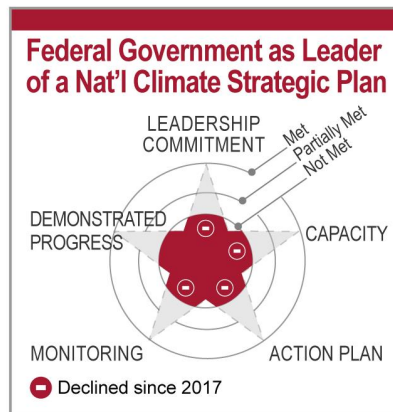 Federal Government as Leader
of a Nat'l Climate Strategic Plan
LEADERSHIP
COMMITMENT
Met
Partially Met
Not Met
DEMONSTRATED
PROGRESS
CAPACITY
MONITORING
ACTION PLAN
Declined since 2017